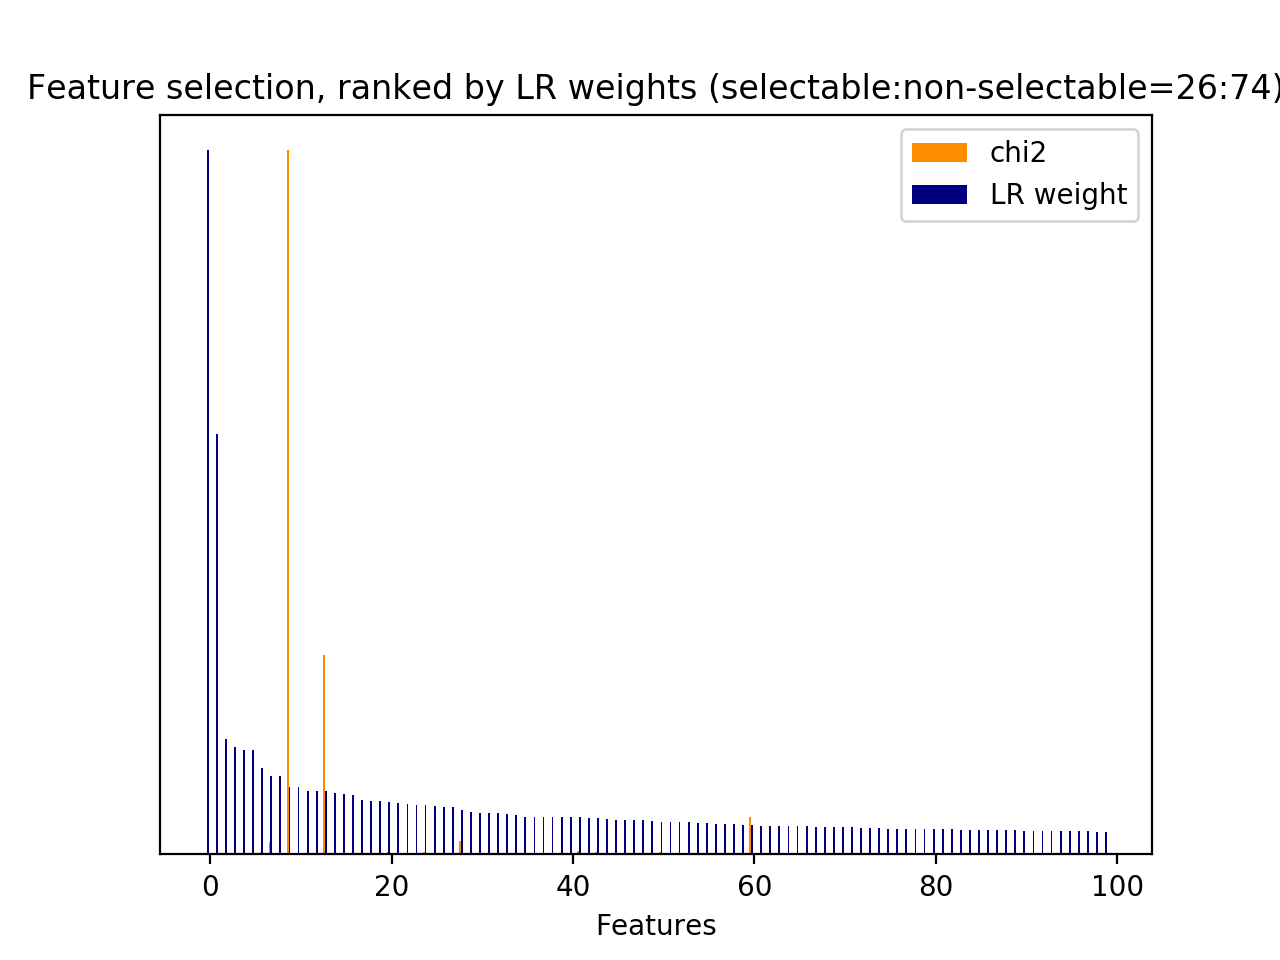 Feature selection, ranked by LR weights (selectable:non-selectable=26:74)
chi2
LR weight
0 20 40 60 80 100
Features